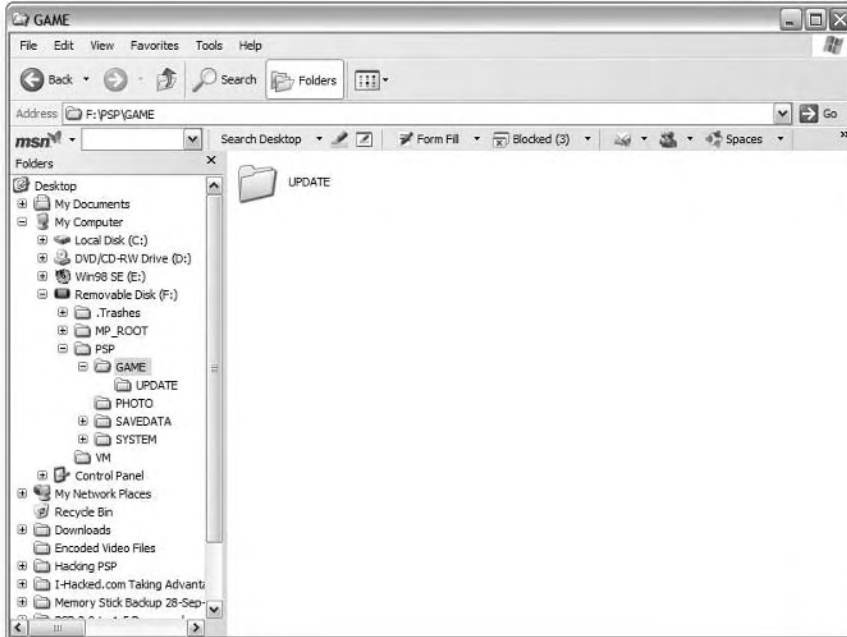 GAME
File Edit View Favorites Tools Help
Back Search Folders
Address F:\PSP\GAME Go
msn Search Desktop Form Fill Blocked (3) Spaces »
Folders x
UPDATE
Desktop
My Documents
My Computer
Local Disk (C:)
DVD/CD-RW Drive (D:)
Win98 SE (E:)
Removable Disk (F:)
.Trashes
MP_ROOT
PSP
GAME
UPDATE
PHOTO
SAVEDATA
SYSTEM
VM
Control Panel
My Network Places
Recycle Bin
Downloads
Encoded Video Files
Hacking PSP
I-Hacked.com Taking Advanta
Memory Stick Backup 28-Sep-